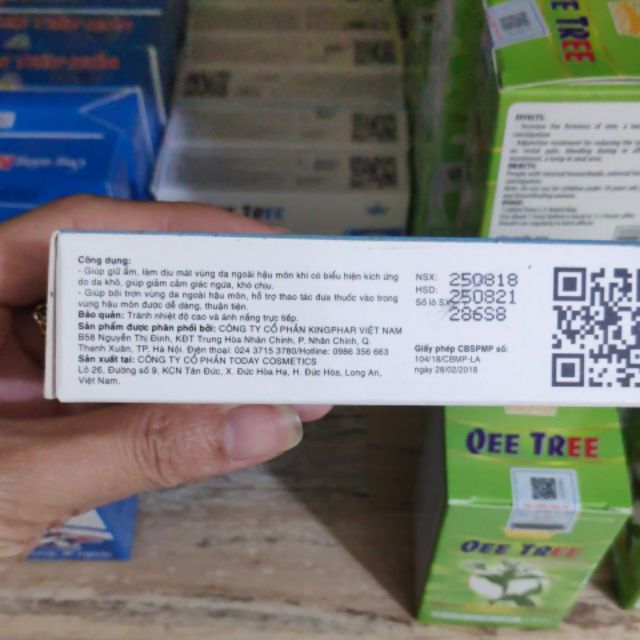 QEE TREE
EFFECTS:
QEE TREE
Công dụng:
- Giúp giữ ẩm, làm dịu mát vùng da ngoài hậu môn khi có biểu hiện kích ứng
do da khô, giúp giảm cảm giác ngứa, khó chịu.
- Giúp bôi trơn vùng da ngoài hậu môn, hỗ trợ thao tác đưa thuốc vào trong
vùng hậu môn được dễ dàng, thuận tiện.
Bảo quản: Tránh nhiệt độ cao và ánh nắng trực tiếp.
Sản phẩm được phân phối bởi: CÔNG TY CỔ PHẦN KINGPHAR VIỆT NAM
B58 Nguyễn Thị Định, KĐT Trung Hòa Nhân Chính, P. Nhân Chính, Q.
Thanh Xuân, TP. Hà Nội. Điện thoại: 024 3715 3780/Hotline: 0986 356 663
Sản xuất tại: CÔNG TY CỔ PHẦN TODAY COSMETICS
Lô 26, Đường số 9, KCN Tân Đức, X. Đức Hòa Hạ, H. Đức Hòa, Long An,
Việt Nam.
NSX: 250818
HSD: 250821
Số lô SX: 286S8
Giấy phép CBSPMP số:
104/18/CBMP-LA
ngày 28/02/2018
QEE TREE
QEE TREE